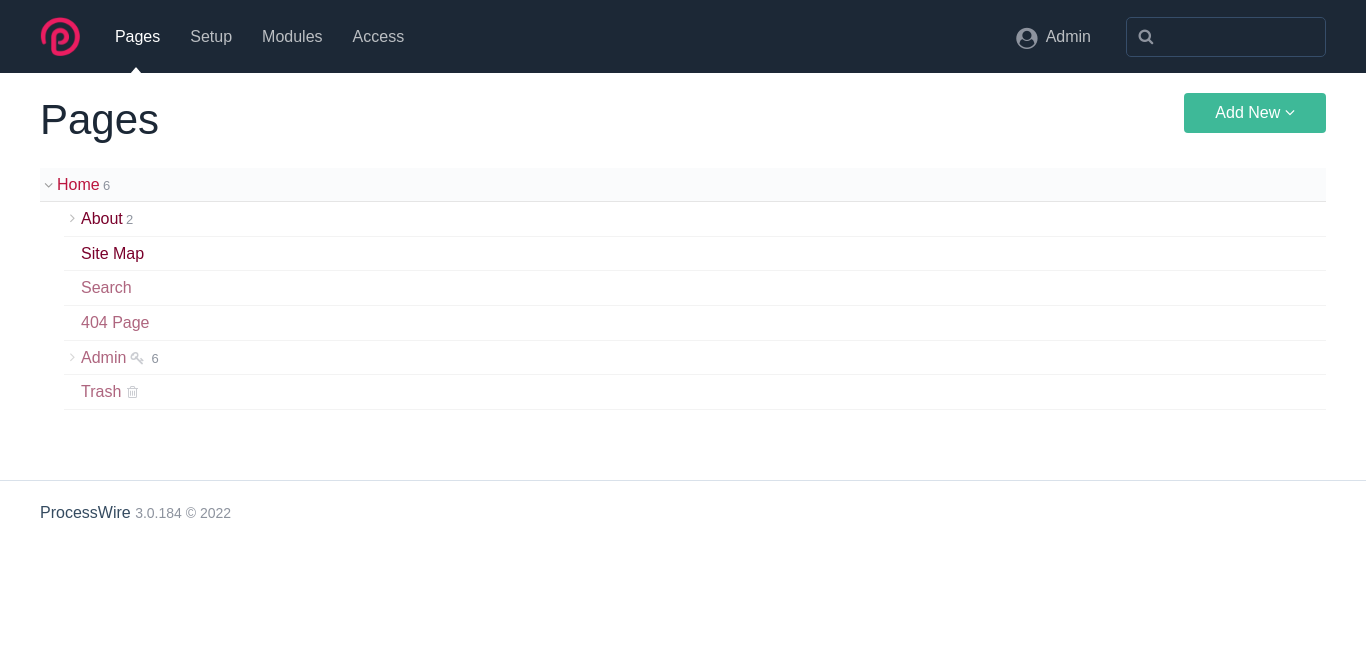 Pages Setup Modules Access Admin
Pages
Add New
Home 6
About 2
Site Map
Search
404 Page
Admin 6
Trash
ProcessWire 3.0.184 © 2022